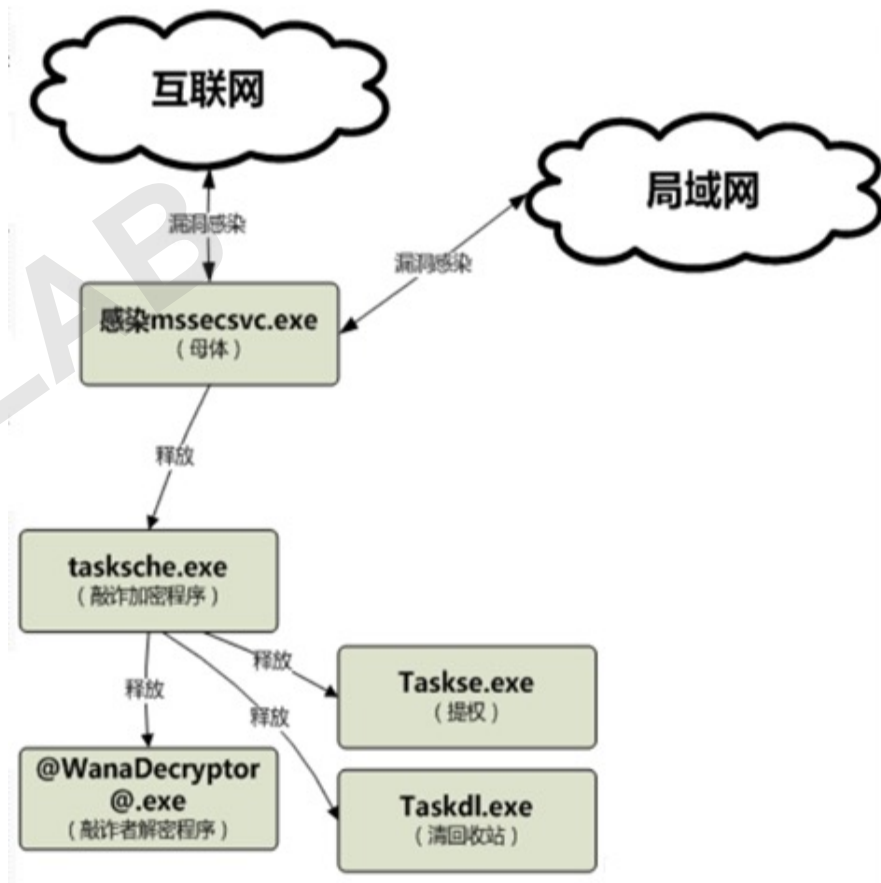 互联网
局域网
漏洞感染
漏洞感染
感染mssecsvc.exe
（母体）
释放
tasksche.exe
（敲诈加密程序）
释放
Taskse.exe
（提权）
释放
释放
@WanaDecryptor
@.exe
（敲诈者解密程序）
Taskdl.exe
（清回收站）
LAB